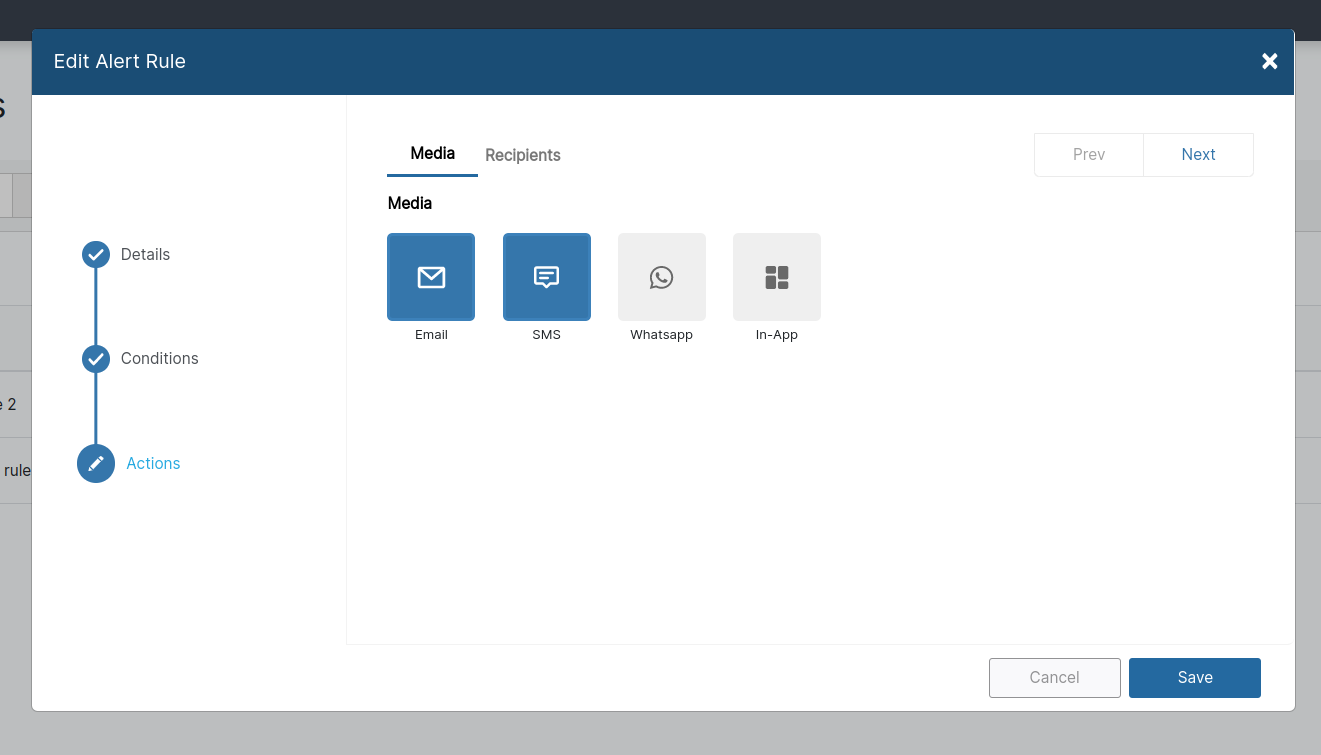 Edit Alert Rule
s
Media
Recipients
Prev
Next
Media
Details
Email
SMS
Whatsapp
In-App
Conditions
e 2
Actions
rule
Cancel
Save